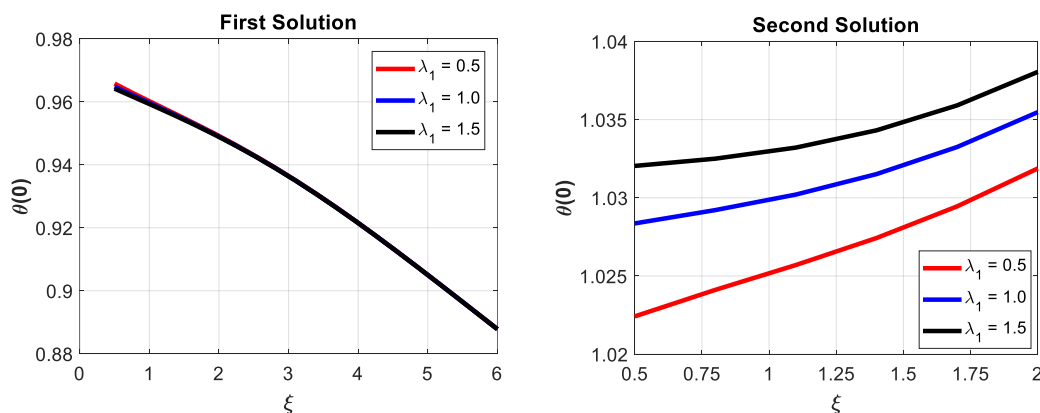 First Solution
0.98
0.96
0.94
0.92
0.9
0.88
θ(0)
0 1 2 3 4 5 6
ξ
λ1 = 0.5
λ1 = 1.0
λ1 = 1.5
Second Solution
1.04
1.035
1.03
1.025
1.02
θ(0)
0.5 0.75 1 1.25 1.5 1.75 2
ξ
λ1 = 0.5
λ1 = 1.0
λ1 = 1.5